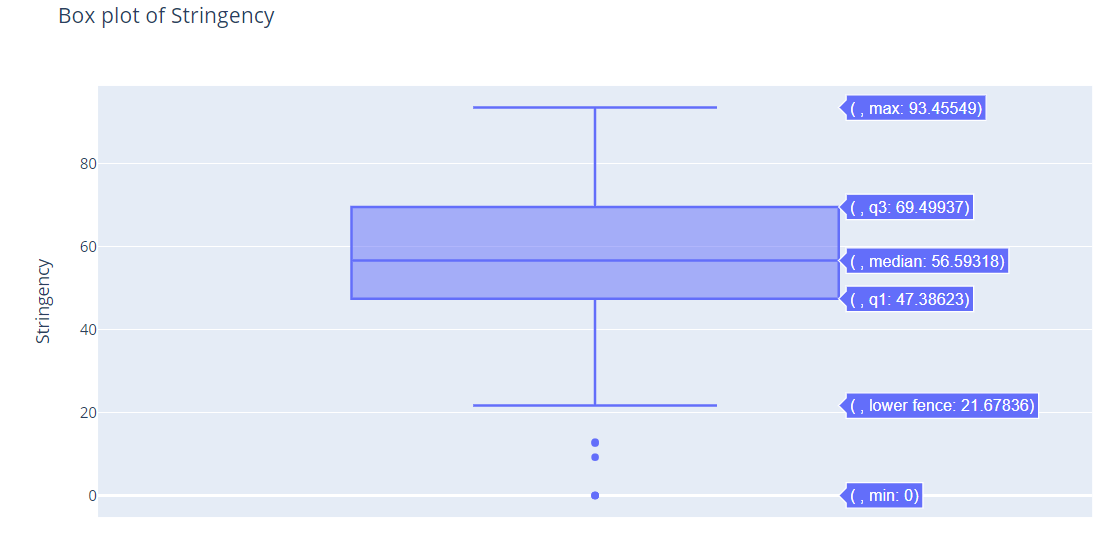 Box plot of Stringency
( , max: 93.45549)
80
( , q3: 69.49937)
60
( , median: 56.59318)
Stringency
( , q1: 47.38623)
40
( , lower fence: 21.67836)
20
0
( , min: 0)